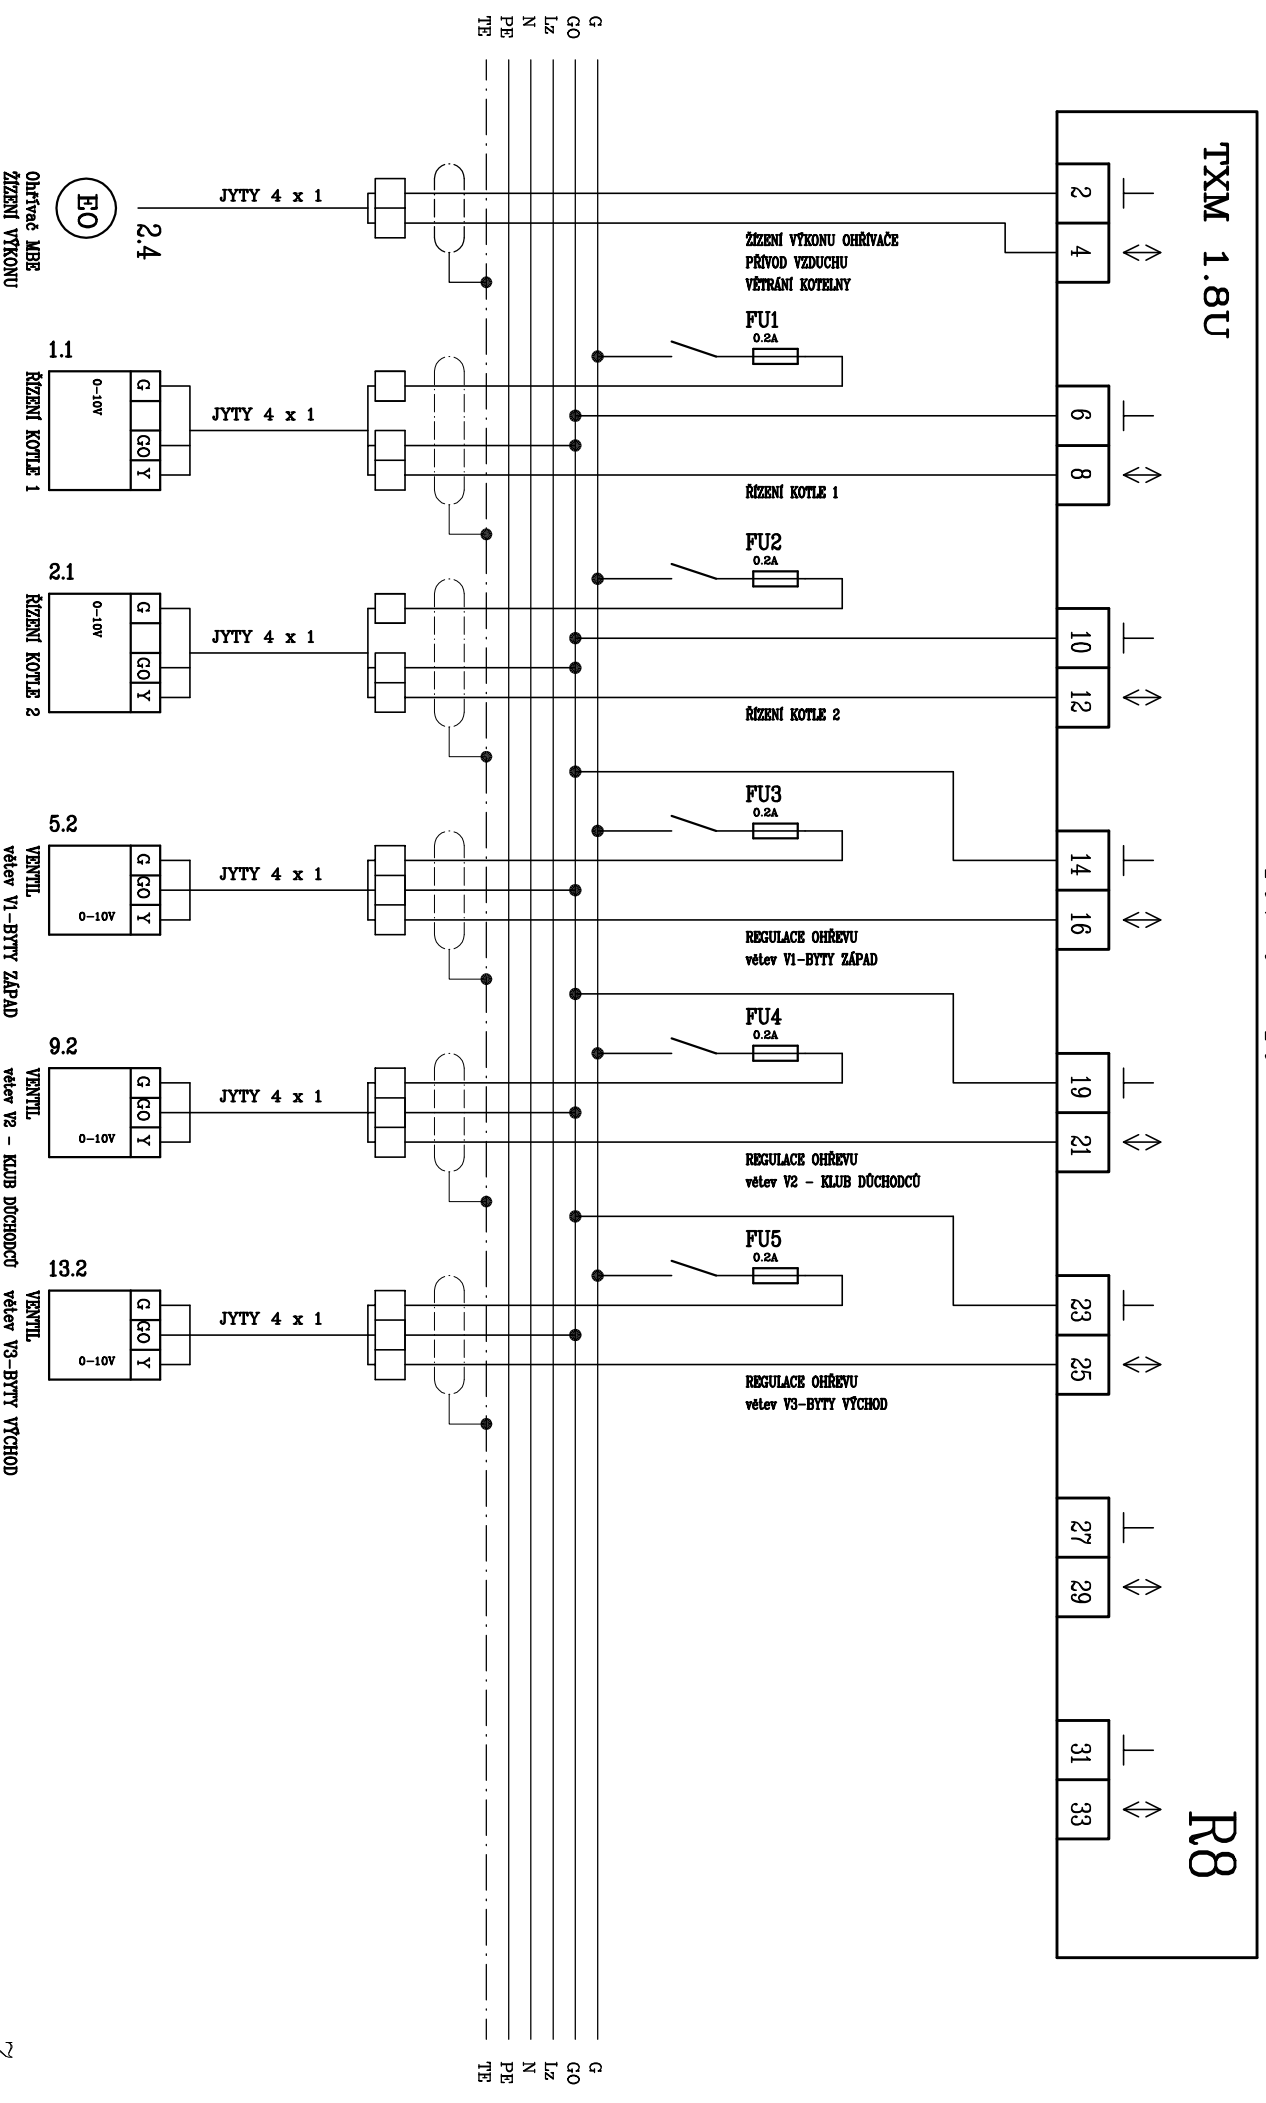 TXM 1.8U
R8
2
4
6
8
10
12
14
16
19
21
23
25
27
29
31
33
ŽÍZENÍ VÝKONU OHŘÍVAČE
PŘÍVOD VZDUCHU
VĚTRÁNÍ KOTELNY
FU1
0.2A
ŘÍZENÍ KOTLE 1
FU2
0.2A
ŘÍZENÍ KOTLE 2
FU3
0.2A
REGULACE OHŘEVU
větev V1-BYTY ZÁPAD
FU4
0.2A
REGULACE OHŘEVU
větev V2 - KLUB DŮCHODCŮ
FU5
0.2A
REGULACE OHŘEVU
větev V3-BYTY VÝCHOD
G
GO
Lz
N
PE
TE
G
GO
Lz
N
PE
TE
JYTY 4 x 1
2.4
EO
Ohřívač MBE
ŽÍZENÍ VÝKONU
JYTY 4 x 1
1.1
G GO Y
0-10V
ŘÍZENÍ KOTLE 1
JYTY 4 x 1
2.1
G GO Y
0-10V
ŘÍZENÍ KOTLE 2
JYTY 4 x 1
5.2
G GO Y
0-10V
VENTIL
větev V1-BYTY ZÁPAD
JYTY 4 x 1
9.2
G GO Y
0-10V
VENTIL
větev V2 - KLUB DŮCHODCŮ
JYTY 4 x 1
13.2
G GO Y
0-10V
VENTIL
větev V3-BYTY VÝCHOD